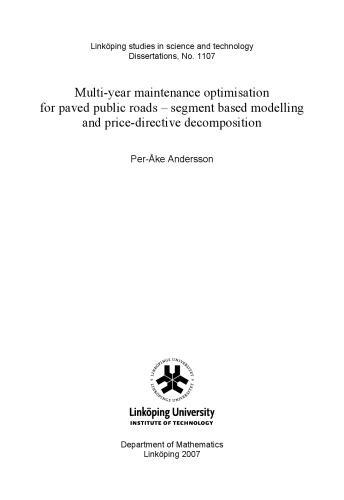 Linköping studies in science and technology
Dissertations, No. 1107
Multi-year maintenance optimisation
for paved public roads – segment based modelling
and price-directive decomposition
Per-Åke Andersson
LINKÖPINGS UNIVERSITET
LINKÖPINGS UNIVERSITET
Linköping University
INSTITUTE OF TECHNOLOGY
Department of Mathematics
Linköping 2007